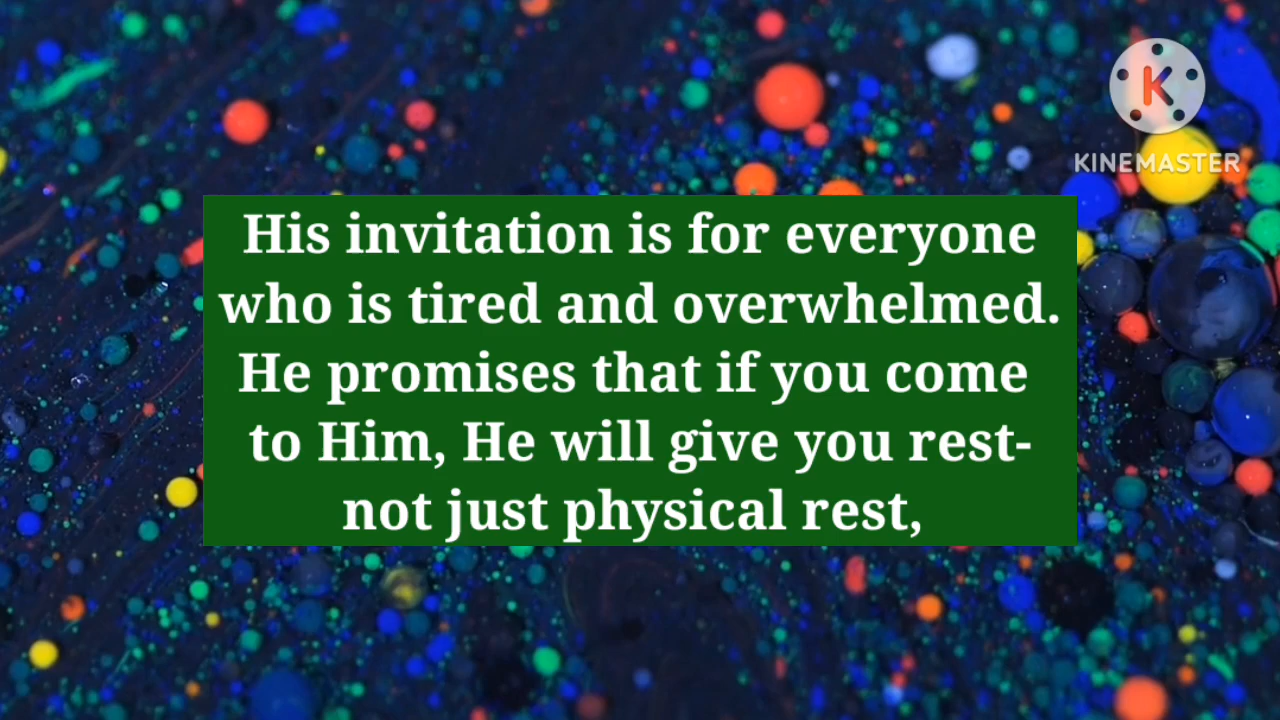 K
KINEMASTER
His invitation is for everyone
who is tired and overwhelmed.
He promises that if you come
to Him, He will give you rest-
not just physical rest,